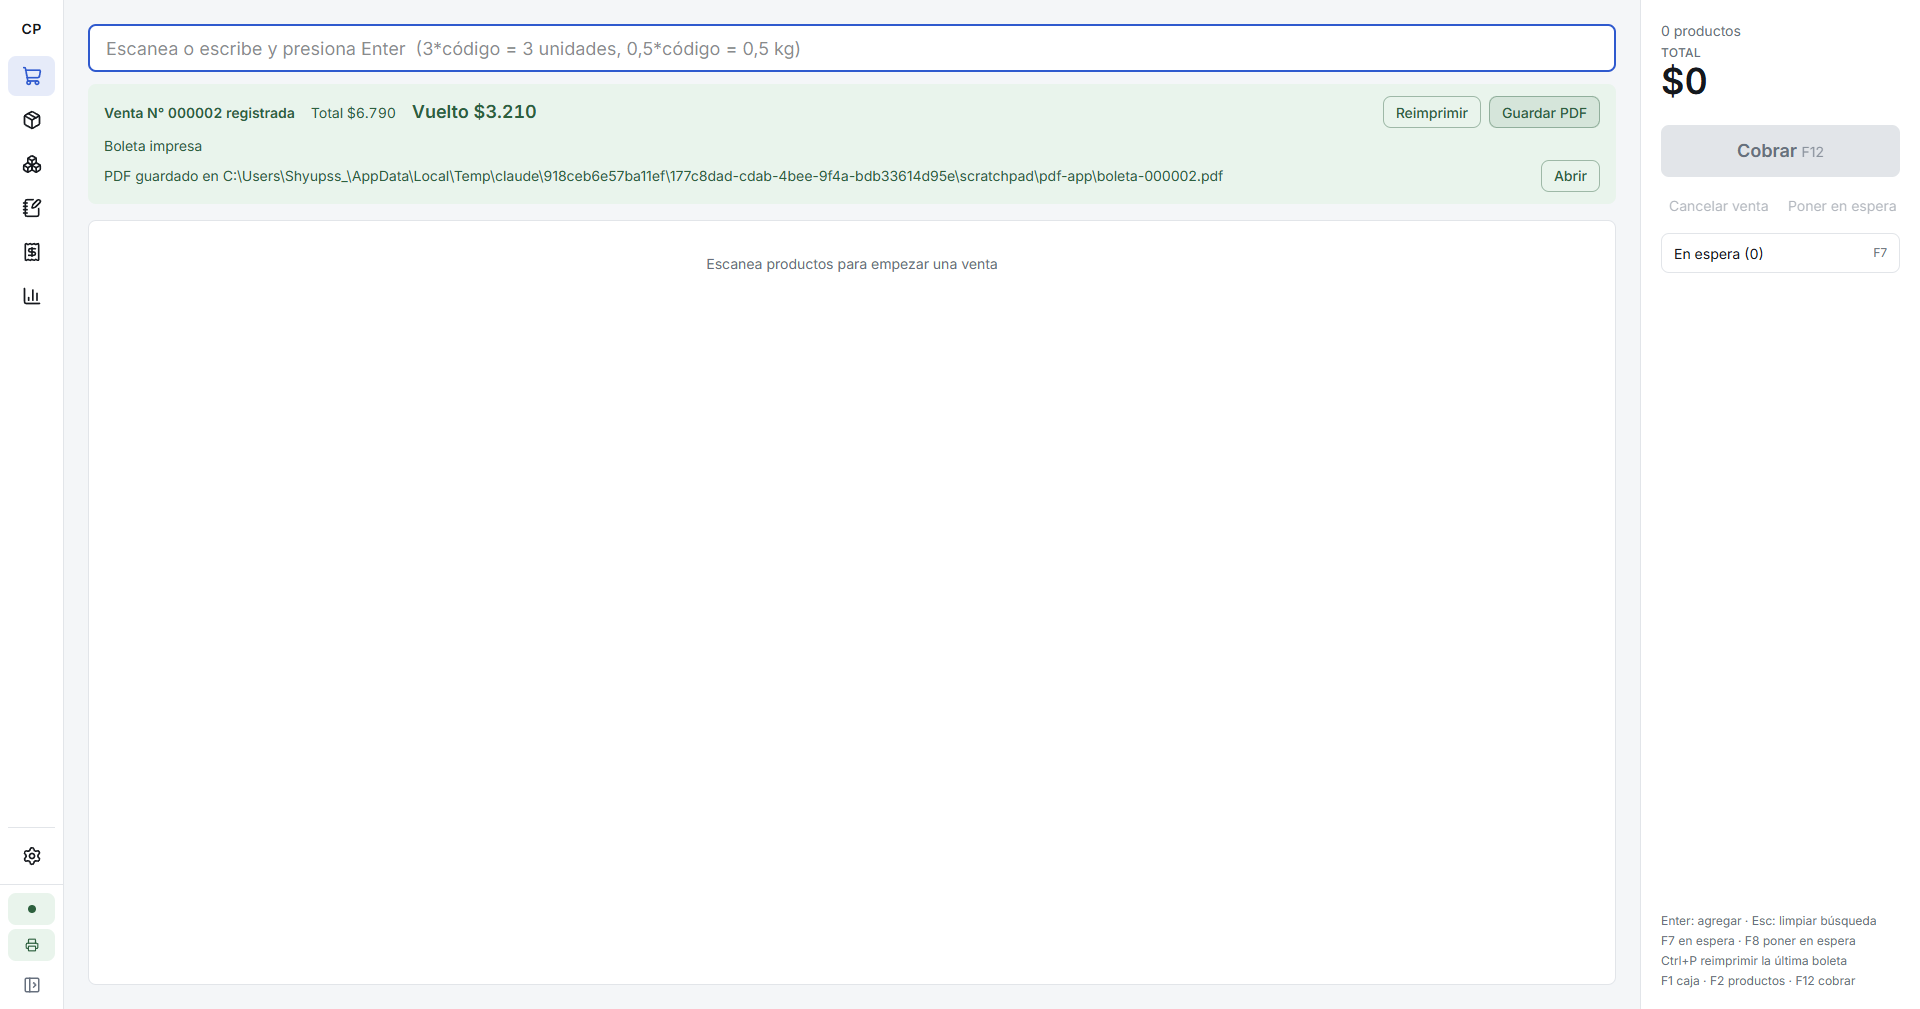 CP
Escanea o escribe y presiona Enter (3*código = 3 unidades, 0,5*código = 0,5 kg)
Venta N° 000002 registrada Total $6.790 Vuelto $3.210 Reimprimir Guardar PDF
Boleta impresa
PDF guardado en C:\Users\Shyupss_\AppData\Local\Temp\claude\918ceb6e57ba11ef\177c8dad-cdab-4bee-9f4a-bdb33614d95e\scratchpad\pdf-app\boleta-000002.pdf Abrir
Escanea productos para empezar una venta
0 productos
TOTAL
$0
Cobrar F12
Cancelar venta Poner en espera
En espera (0) F7
Enter: agregar · Esc: limpiar búsqueda
F7 en espera · F8 poner en espera
Ctrl+P reimprimir la última boleta
F1 caja · F2 productos · F12 cobrar